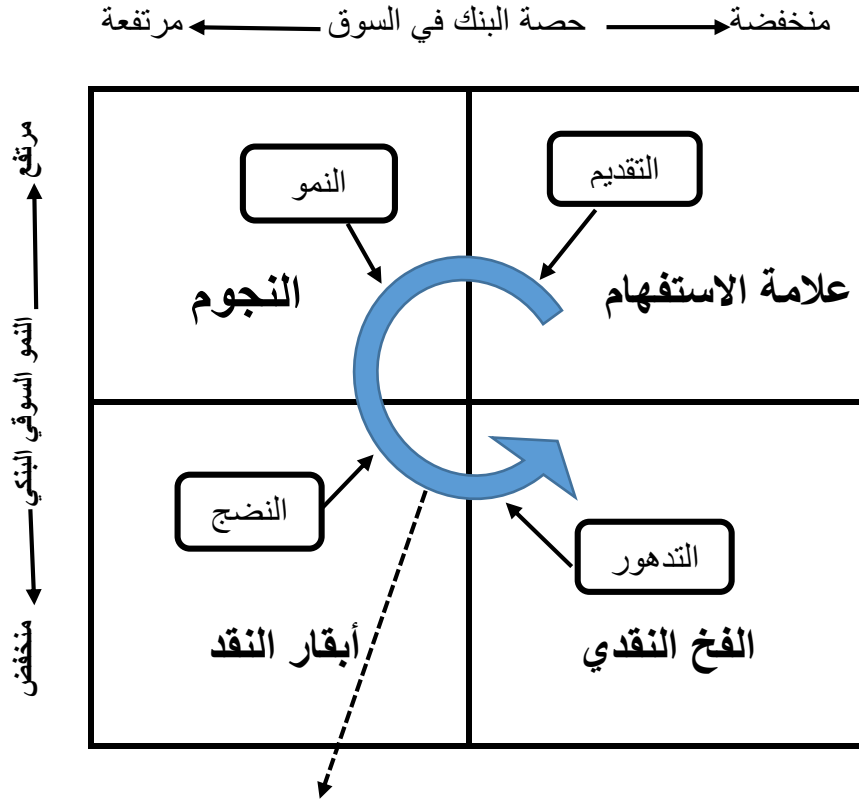 منخفضة حصة البنك في السوق مرتفعة
مرتفع
النمو السوقي البنكي
منخفض
التقديم
النمو
علامة الاستفهام
النجوم
النضج
التدهور
الفخ النقدي
أبقار النقد